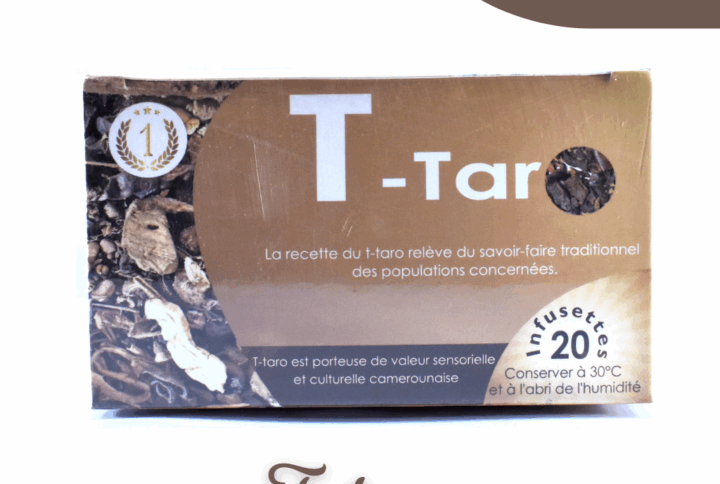 1
T-Taro
La recette du t-taro relève du savoir-faire traditionnel
des populations concernées.
Infusettes
20
Conserver à 30°C
et à l'abri de l'humidité
T-taro est porteuse de valeur sensorielle
et culturelle camerounaise